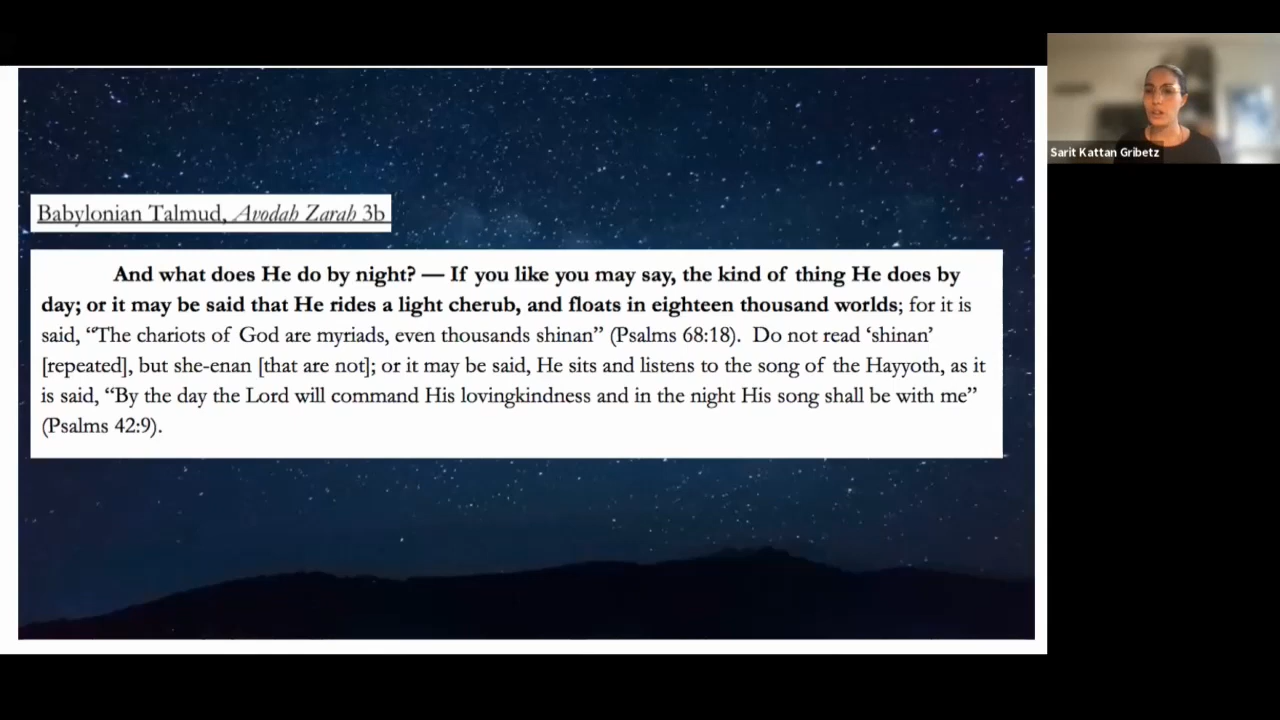 Babylonian Talmud, Avodah Zarah 3b
And what does He do by night? — If you like you may say, the kind of thing He does by
day; or it may be said that He rides a light cherub, and floats in eighteen thousand worlds; for it is
said, “The chariots of God are myriads, even thousands shinan” (Psalms 68:18). Do not read ‘shinan’
[repeated], but she-enan [that are not]; or it may be said, He sits and listens to the song of the Hayyoth, as it
is said, “By the day the Lord will command His lovingkindness and in the night His song shall be with me”
(Psalms 42:9).
Sarit Kattan Gribetz